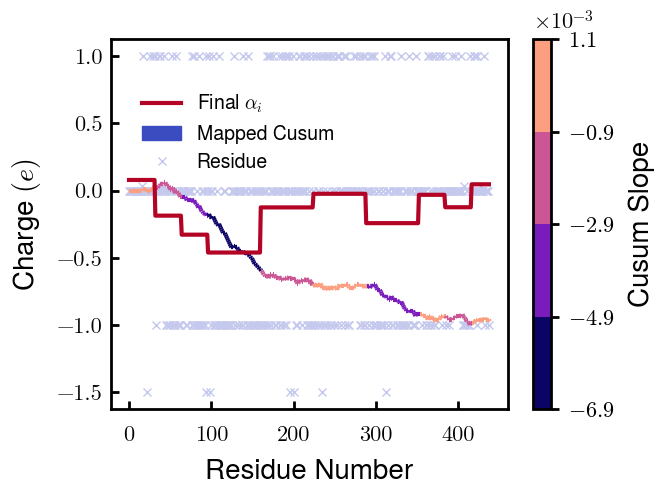 ×10⁻³
1.0
0.5
0.0
−0.5
−1.0
−1.5
Charge (e)
Final αᵢ
Mapped Cusum
Residue
0 100 200 300 400
Residue Number
1.1
−0.9
−2.9
−4.9
−6.9
Cusum Slope